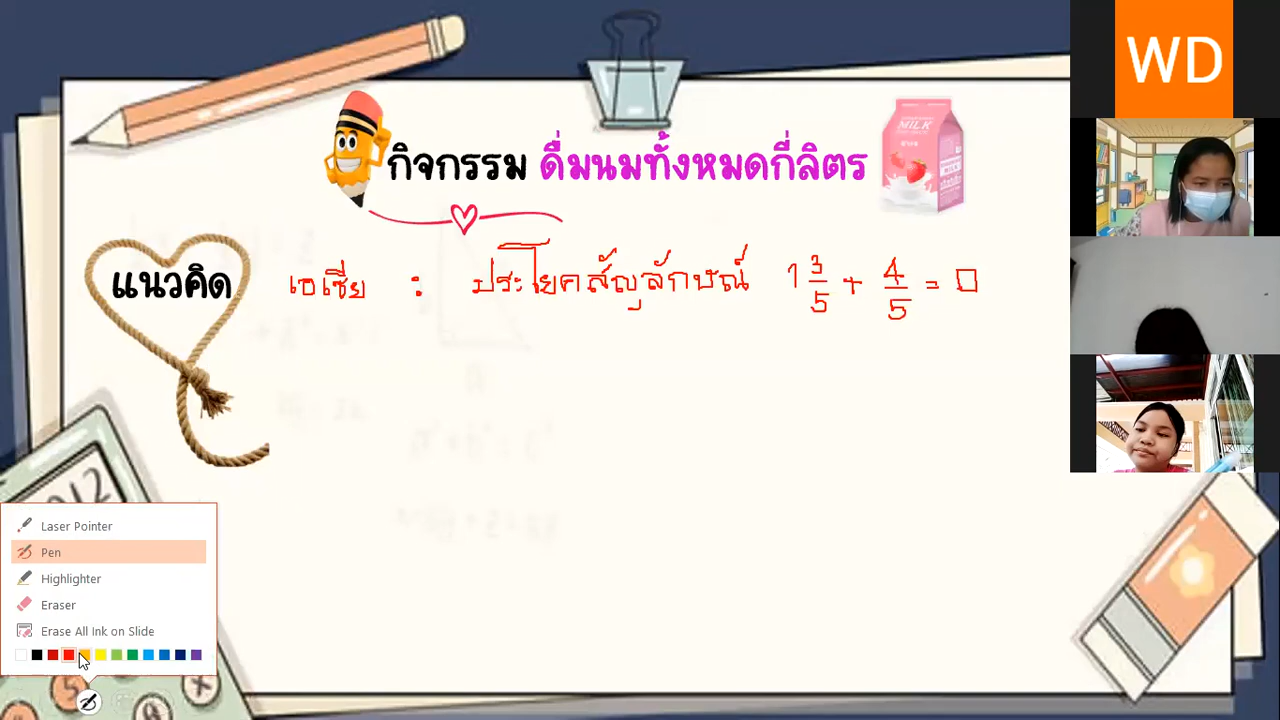 WD
กิจกรรม ดื่มนมทั้งหมดกี่ลิตร
MILK
แนวคิด
เอเชีย : ประโยคสัญลักษณ์ 1 3/5 + 4/5 = □
Laser Pointer
Pen
Highlighter
Eraser
Erase All Ink on Slide